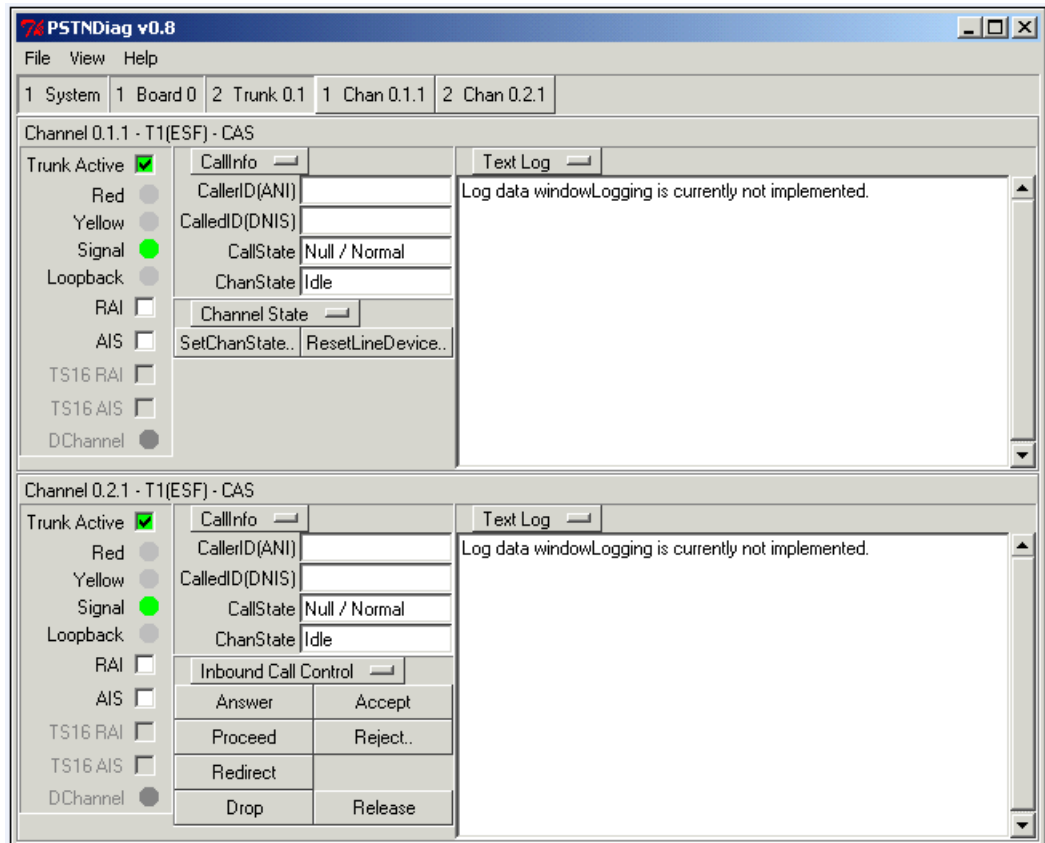 PSTNDiag v0.8
File View Help
1 System 1 Board 0 2 Trunk 0.1 1 Chan 0.1.1 2 Chan 0.2.1
Channel 0.1.1 - T1(ESF) - CAS
Trunk Active
Red
Yellow
Signal
Loopback
RAI
AIS
TS16 RAI
TS16 AIS
DChannel
CallInfo
CallerID(ANI)
CalledID(DNIS)
CallState Null / Normal
ChanState Idle
Channel State
SetChanState.. ResetLineDevice..
Text Log
Log data windowLogging is currently not implemented.
Channel 0.2.1 - T1(ESF) - CAS
Trunk Active
Red
Yellow
Signal
Loopback
RAI
AIS
TS16 RAI
TS16 AIS
DChannel
CallInfo
CallerID(ANI)
CalledID(DNIS)
CallState Null / Normal
ChanState Idle
Inbound Call Control
Answer Accept
Proceed Reject..
Redirect
Drop Release
Text Log
Log data windowLogging is currently not implemented.